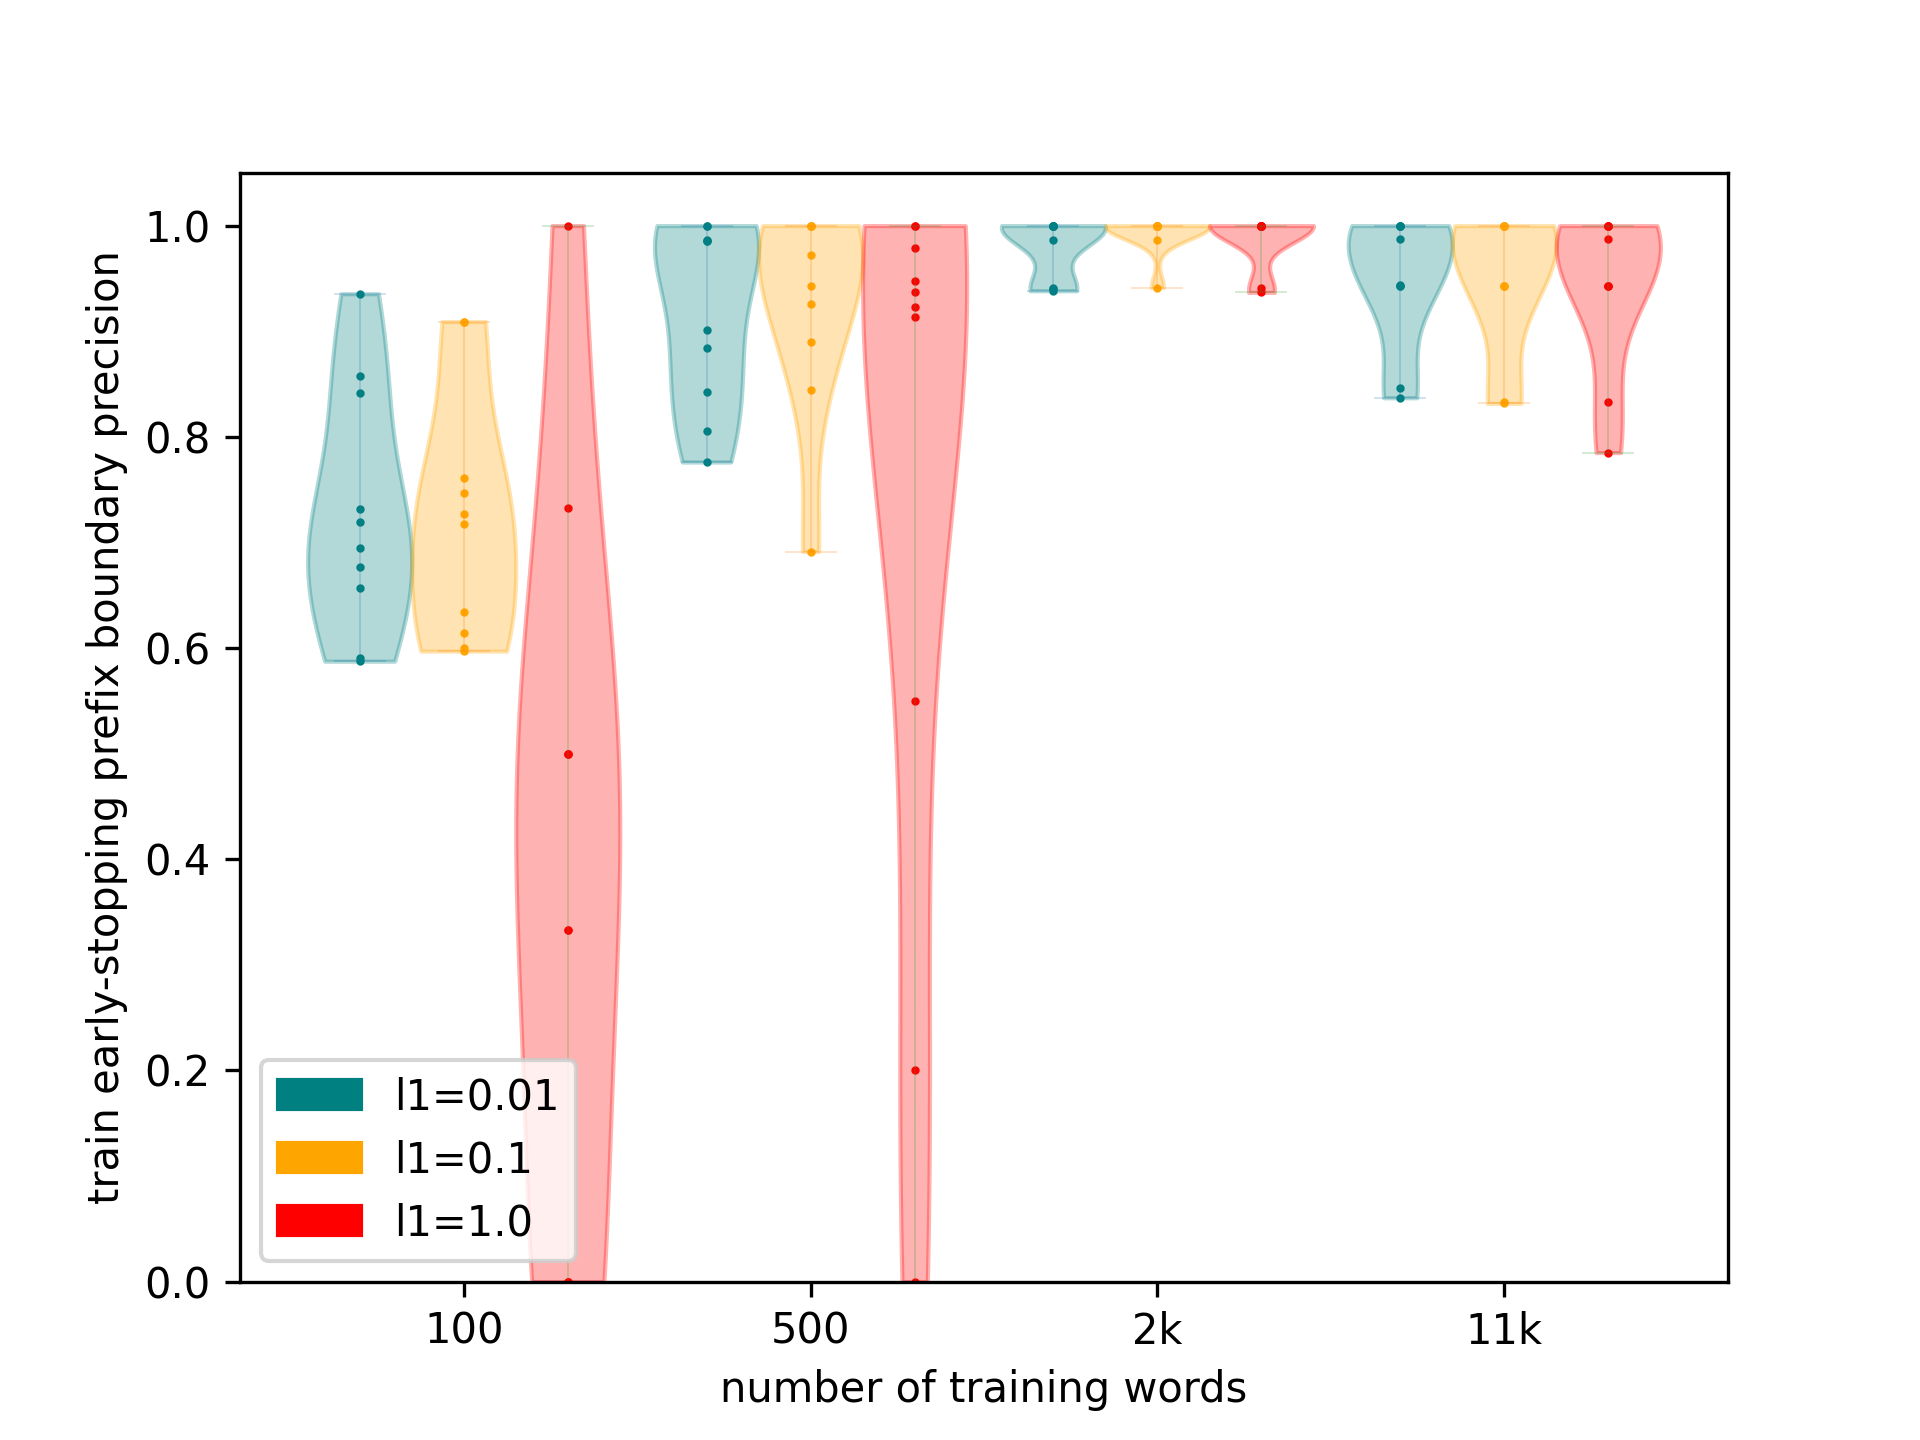 train early-stopping prefix boundary precision
1.0
0.8
0.6
0.4
0.2
0.0
l1=0.01
l1=0.1
l1=1.0
100
500
2k
11k
number of training words